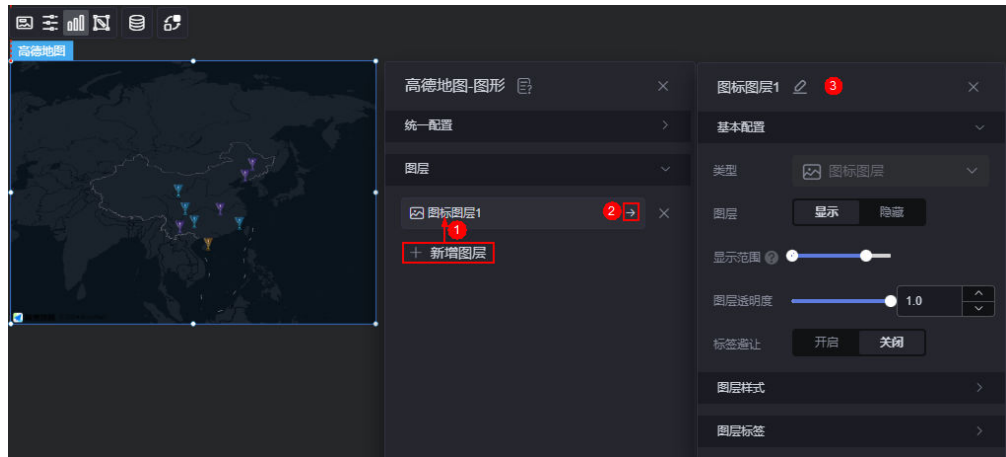 高德地图
高德地图-图形
统一配置
图层
图标图层1
2
1
新增图层
图标图层1
3
基本配置
类型
图标图层
图层
显示
隐藏
显示范围
图层透明度
1.0
标签避让
开启
关闭
图层样式
图层标签